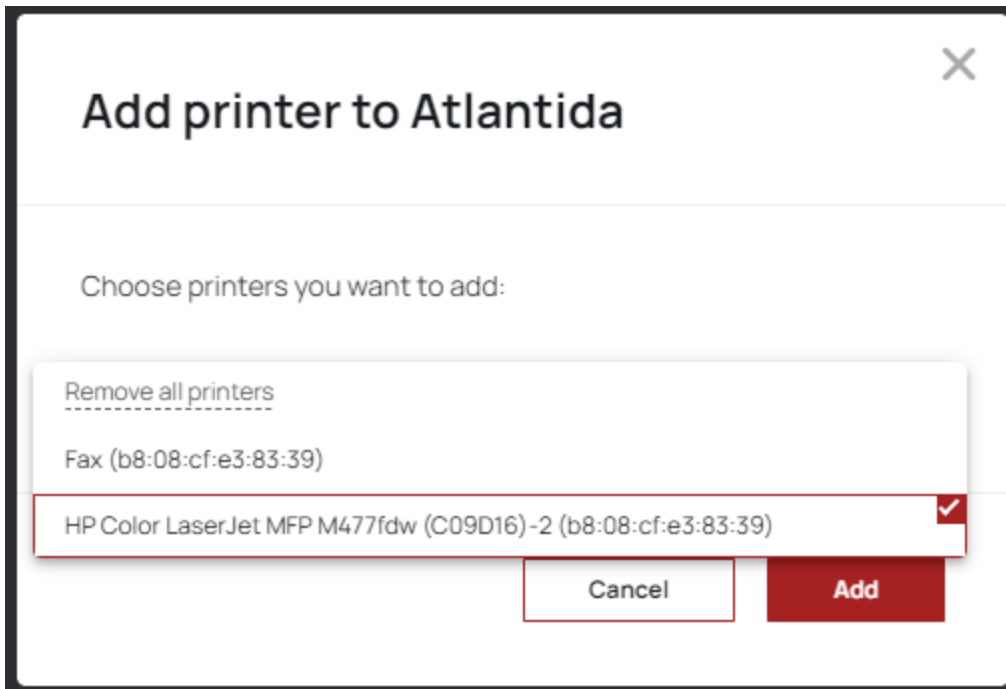 Add printer to Atlantida
Choose printers you want to add:
Remove all printers
Fax (b8:08:cf:e3:83:39)
HP Color LaserJet MFP M477fdw (C09D16)-2 (b8:08:cf:e3:83:39)
Cancel
Add